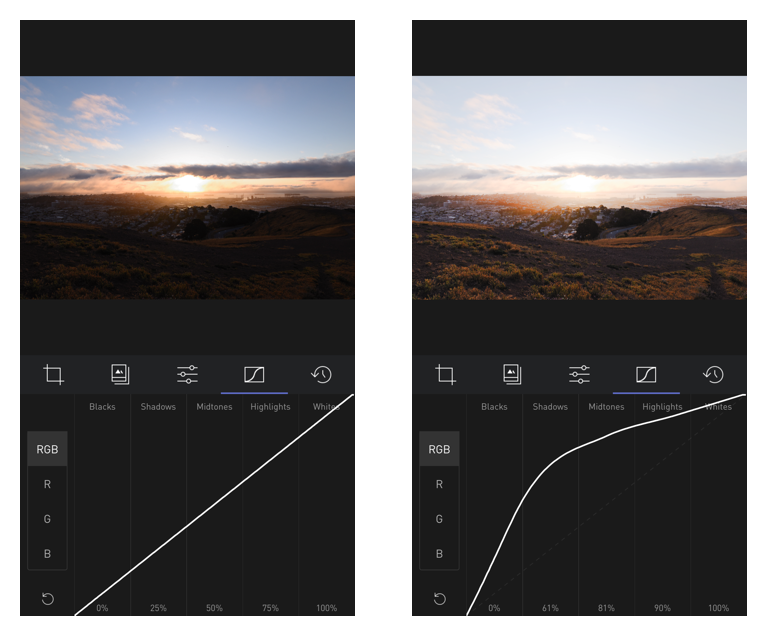 Blacks Shadows Midtones Highlights Whites
RGB
R
G
B
0% 25% 50% 75% 100%
Blacks Shadows Midtones Highlights Whites
RGB
R
G
B
0% 61% 81% 90% 100%